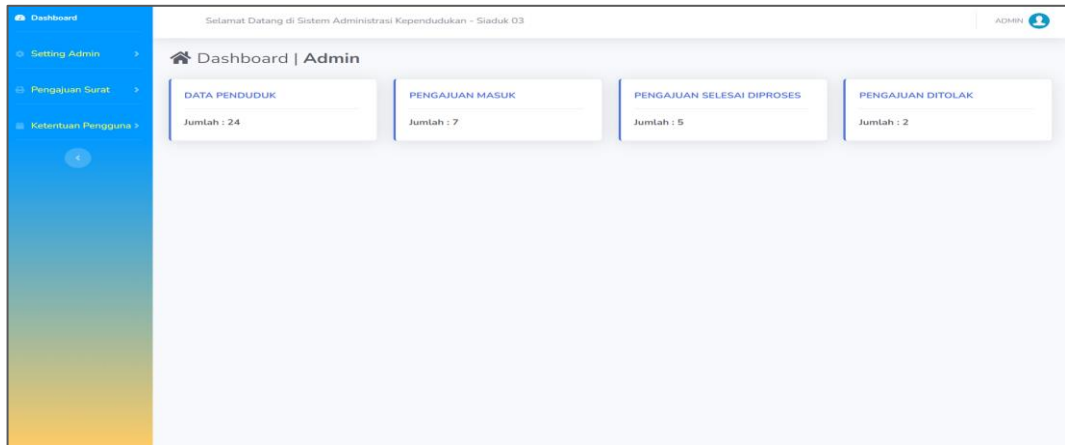 Dashboard
Setting Admin
Pengajuan Surat
Ketentuan Pengguna
Selamat Datang di Sistem Administrasi Kependudukan - Siaduk 03
ADMIN
Dashboard | Admin
DATA PENDUDUK
Jumlah : 24
PENGAJUAN MASUK
Jumlah : 7
PENGAJUAN SELESAI DIPROSES
Jumlah : 5
PENGAJUAN DITOLAK
Jumlah : 2